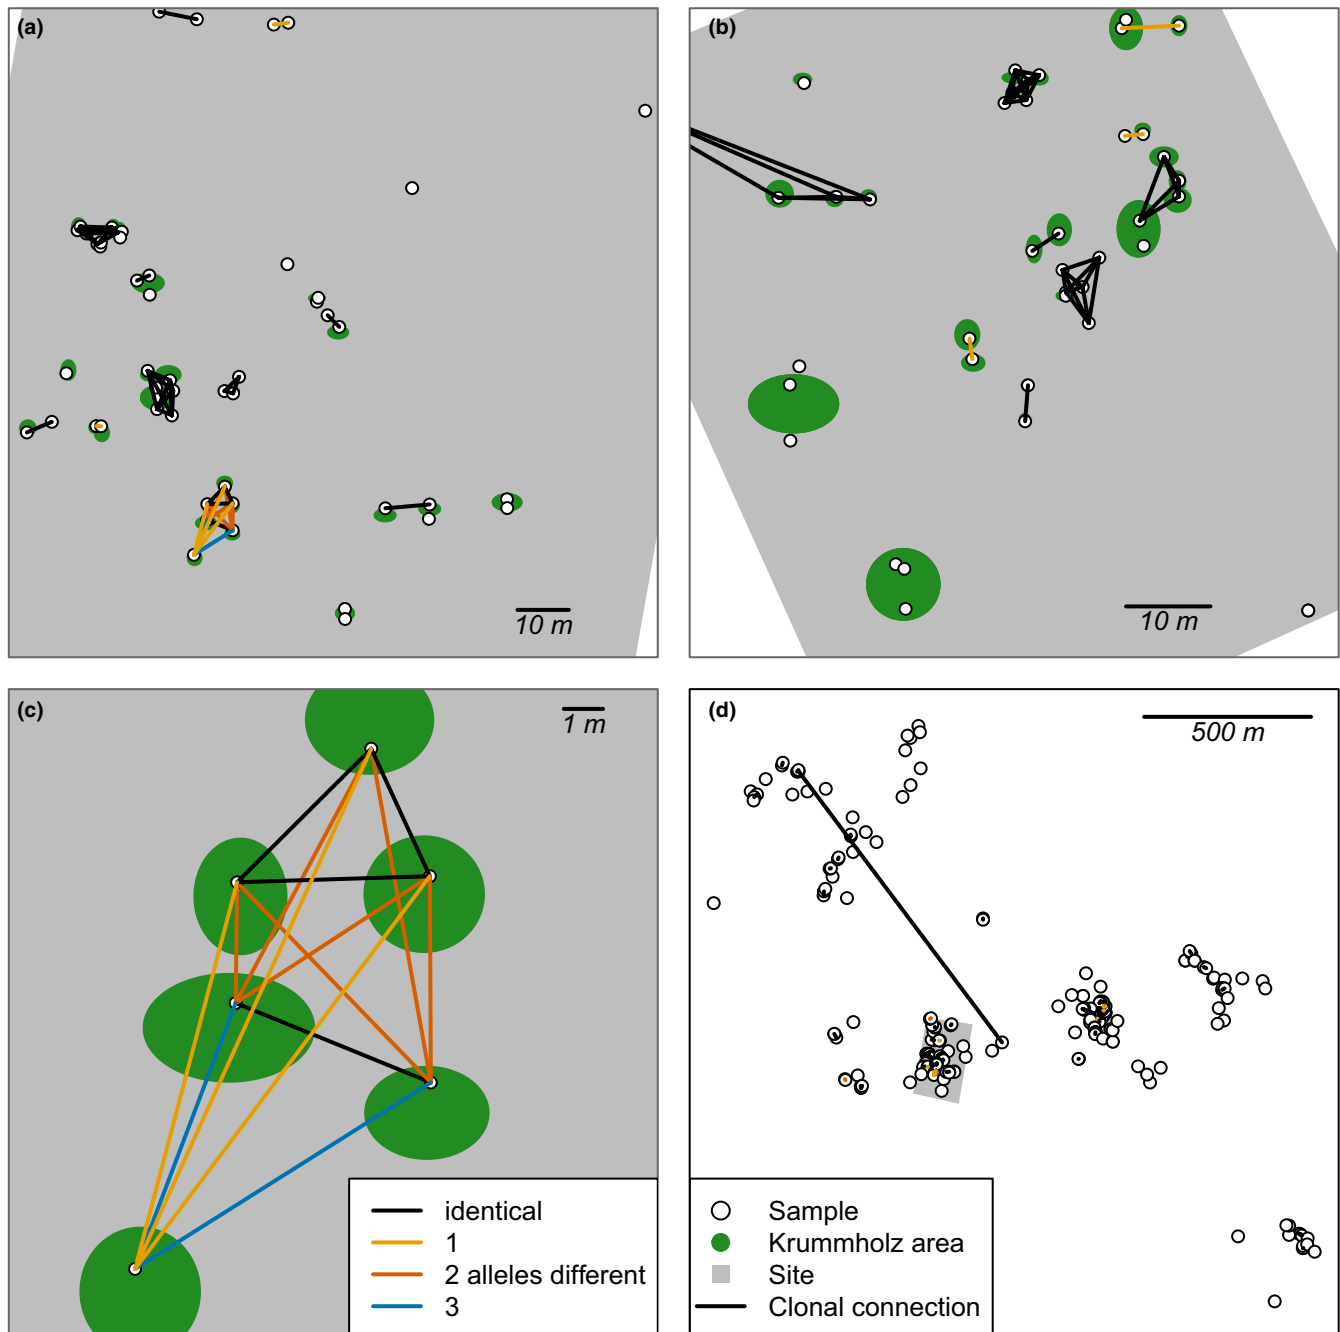 (a)
10 m
(b)
10 m
(c)
1 m
identical
1
2 alleles different
3
(d)
500 m
Sample
Krummholz area
Site
Clonal connection